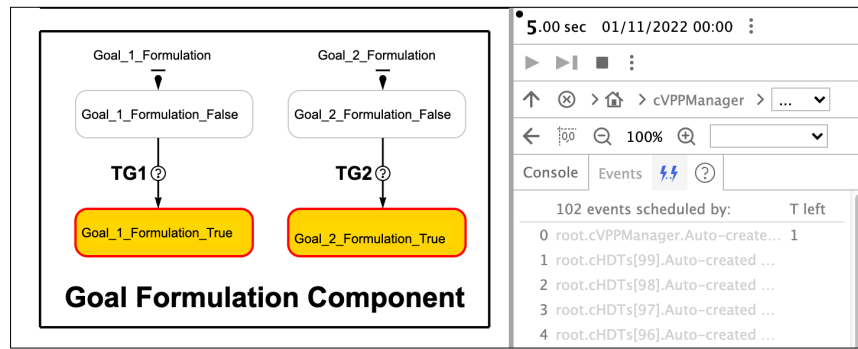 Goal_1_Formulation
Goal_2_Formulation
Goal_1_Formulation_False
Goal_2_Formulation_False
TG1 ?
TG2 ?
Goal_1_Formulation_True
Goal_2_Formulation_True
Goal Formulation Component
5.00 sec 01/11/2022 00:00
> cVPPManager > ...
0,0 100%
Console Events ?
102 events scheduled by: T left
0 root.cVPPManager.Auto-create... 1
1 root.cHDTs[99].Auto-created ...
2 root.cHDTs[98].Auto-created ...
3 root.cHDTs[97].Auto-created ...
4 root.cHDTs[96].Auto-created ...